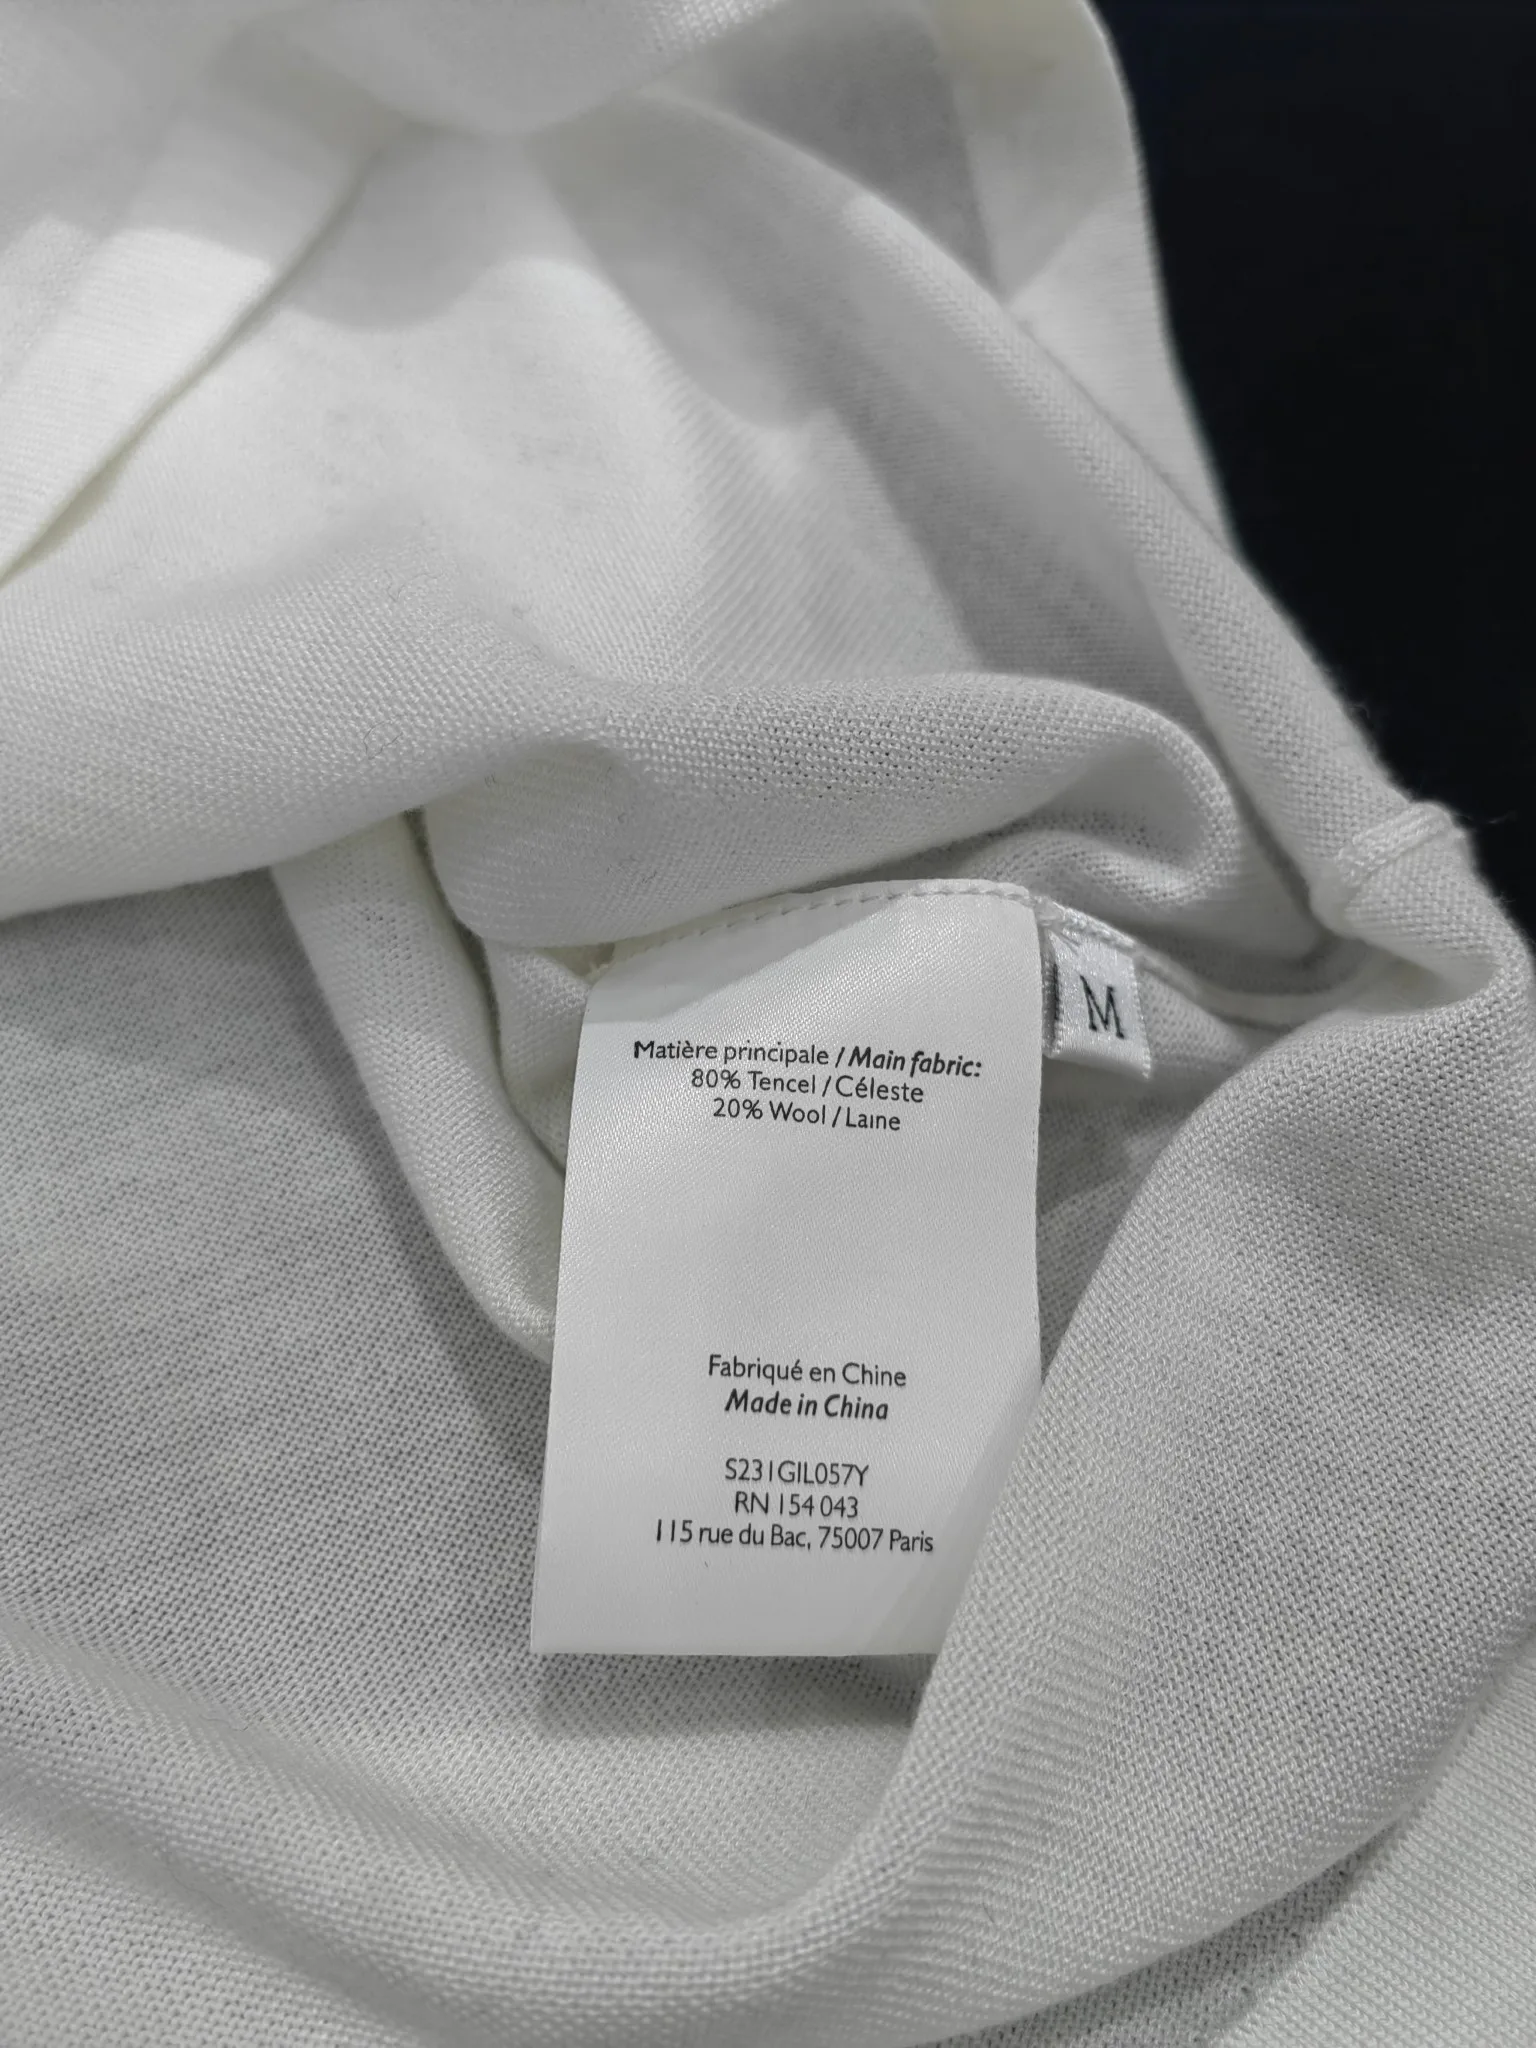 Matière principale / Main fabric:
80% Tencel / Céleste
20% Wool / Laine
M
Fabriqué en Chine
Made in China
S231GIL057Y
RN 154 043
115 rue du Bac, 75007 Paris